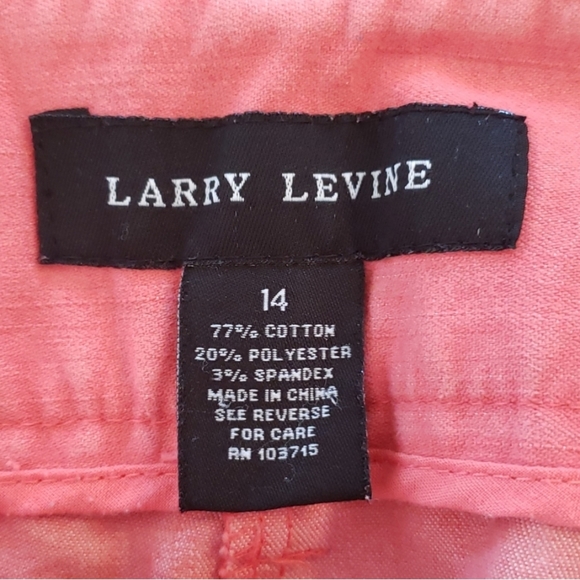 LARRY LEVINE
14
77% COTTON
20% POLYESTER
3% SPANDEX
MADE IN CHINA
SEE REVERSE
FOR CARE
RN 103715